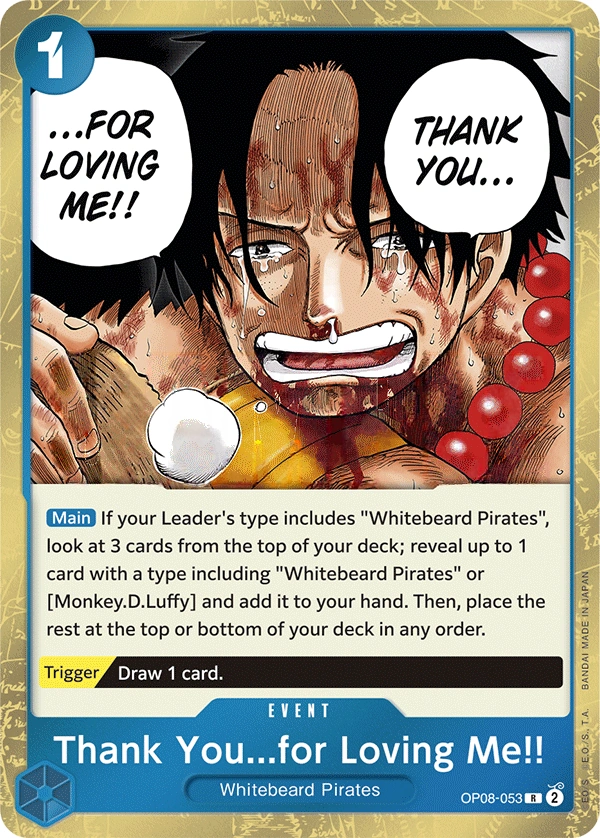 1
THANK
YOU...
...FOR
LOVING
ME!!
Main If your Leader's type includes "Whitebeard Pirates",
look at 3 cards from the top of your deck; reveal up to 1
card with a type including "Whitebeard Pirates" or
[Monkey.D.Luffy] and add it to your hand. Then, place the
rest at the top or bottom of your deck in any order.
Trigger Draw 1 card.
EVENT
Thank You...for Loving Me!!
Whitebeard Pirates
OP08-053 R 2
©E.O./S., T.A. BANDAI MADE IN JAPAN